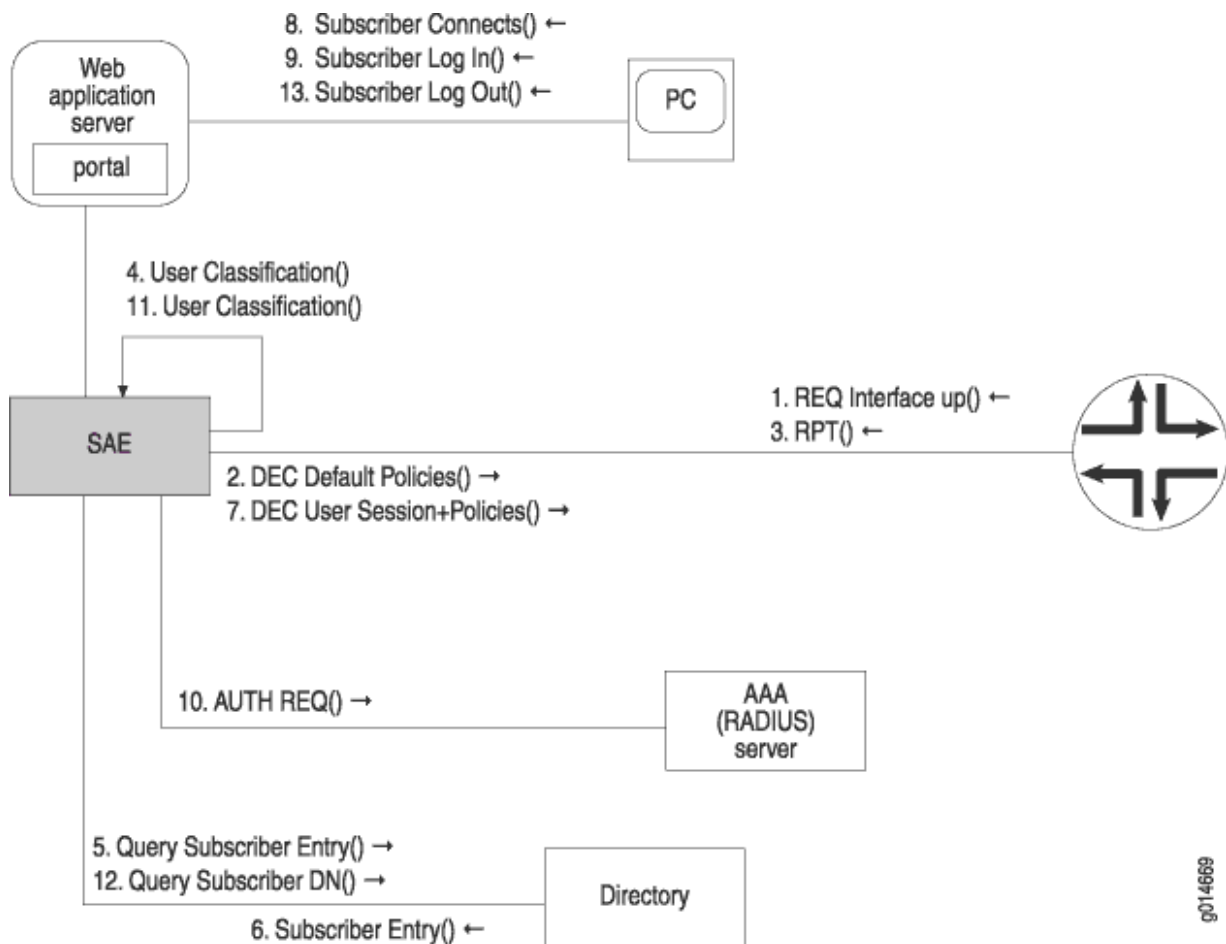 8. Subscriber Connects() ←
9. Subscriber Log In() ←
13. Subscriber Log Out() ←
Web
application
server
portal
PC
4. User Classification()
11. User Classification()
SAE
1. REQ Interface up() ←
3. RPT() ←
2. DEC Default Policies() →
7. DEC User Session+Policies() →
10. AUTH REQ() →
AAA
(RADIUS)
server
5. Query Subscriber Entry() →
12. Query Subscriber DN() →
6. Subscriber Entry() ←
Directory
g014669